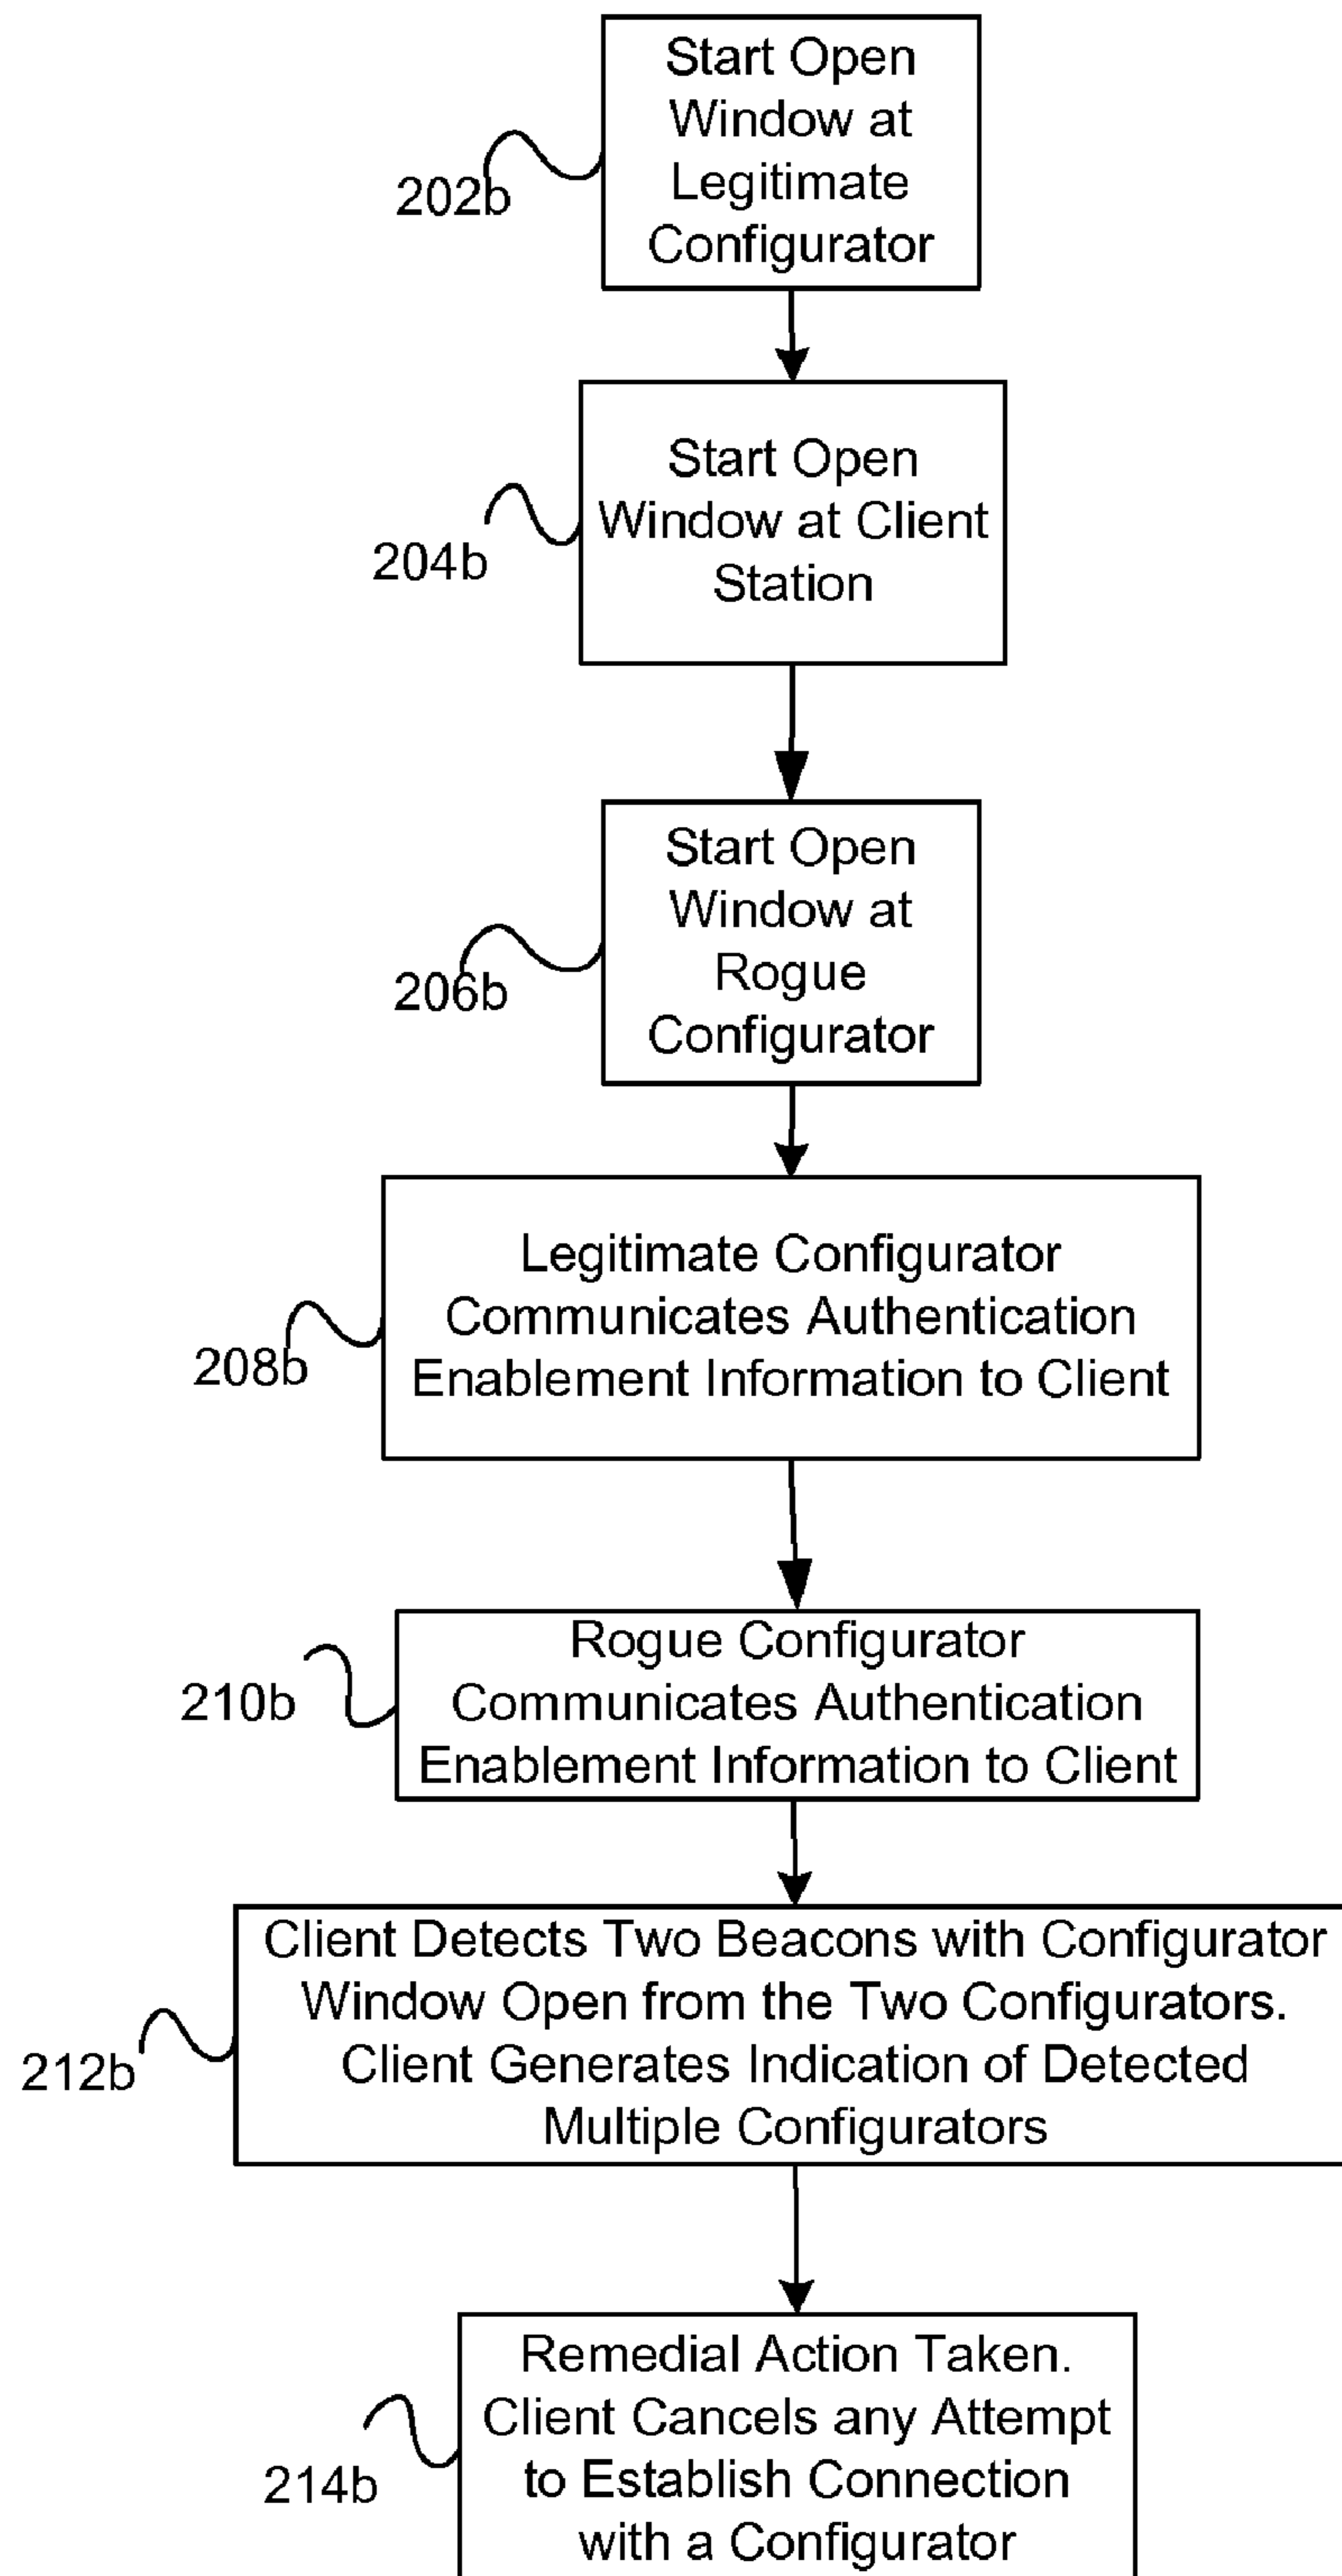 Start Open
Window at
Legitimate
Configurator
202b
Start Open
Window at Client
Station
204b
Start Open
Window at
Rogue
Configurator
206b
Legitimate Configurator
Communicates Authentication
Enablement Information to Client
208b
Rogue Configurator
Communicates Authentication
Enablement Information to Client
210b
Client Detects Two Beacons with Configurator
Window Open from the Two Configurators.
Client Generates Indication of Detected
Multiple Configurators
212b
Remedial Action Taken.
Client Cancels any Attempt
to Establish Connection
with a Configurator
214b